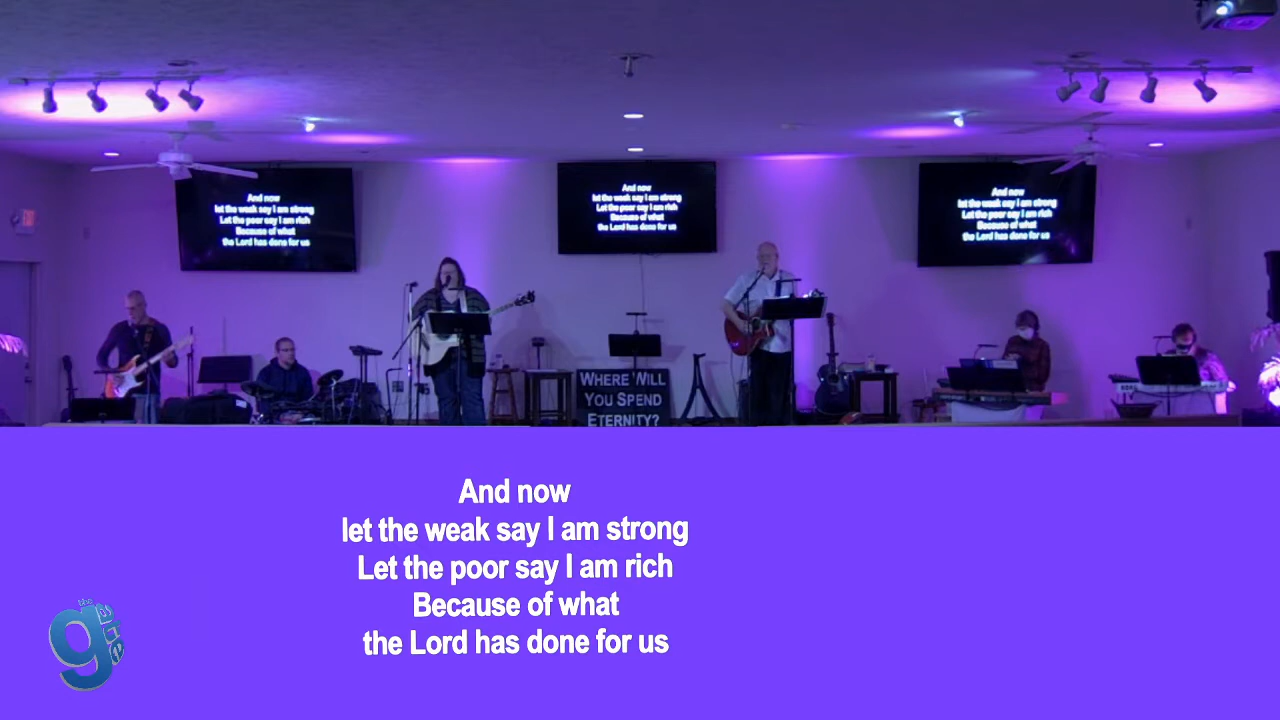 And now
let the weak say I am strong
Let the poor say I am rich
Because of what
the Lord has done for us
And now
let the weak say I am strong
Let the poor say I am rich
Because of what
the Lord has done for us
And now
let the weak say I am strong
Let the poor say I am rich
Because of what
the Lord has done for us
WHERE WILL
YOU SPEND
ETERNITY?
KORG
And now
let the weak say I am strong
Let the poor say I am rich
Because of what
the Lord has done for us
the
g